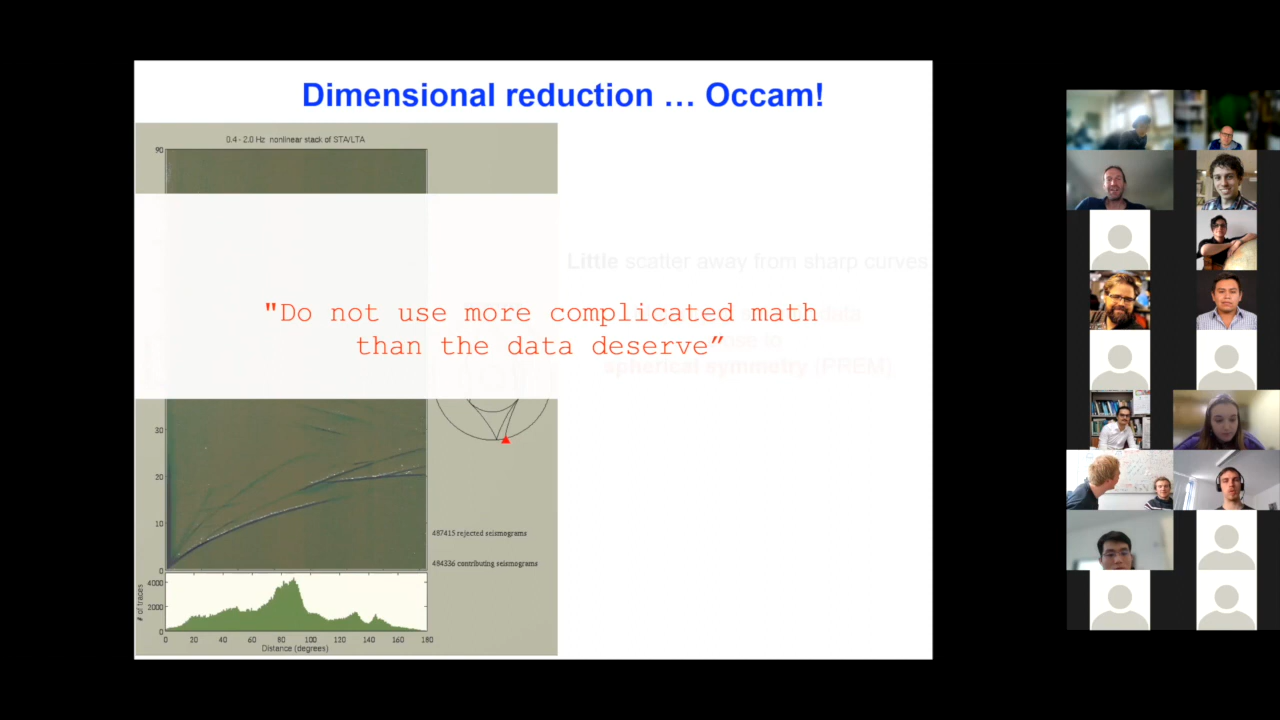 Dimensional reduction … Occam!
0.4 - 2.0 Hz nonlinear stack of STA/LTA
90
Little scatter away from sharp curves
"Do not use more complicated math
data
than the data deserve”
to
spherical symmetry (PREM)
30
20
10
0
487415 rejected seismograms
484336 contributing seismograms
4000
2000
0
# of traces
0 20 40 60 80 100 120 140 160 180
Distance (degrees)